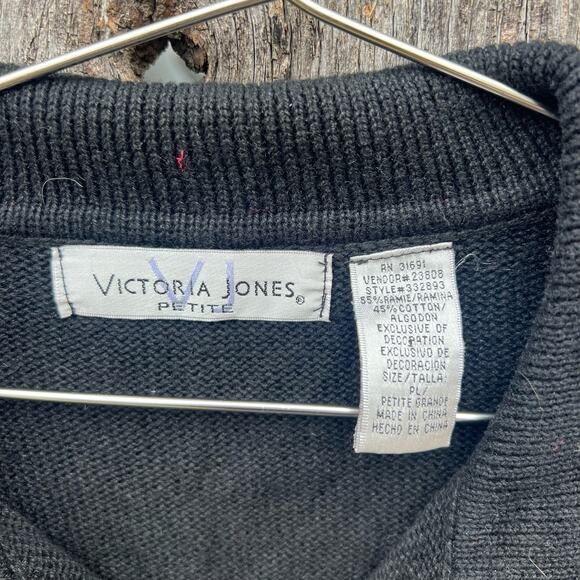 VJ
VICTORIA JONES®
PETITE
RN 31691
VENDOR#23808
STYLE#332893
55%RAMIE/RAMINA
45%COTTON/
ALGODON
EXCLUSIVE OF
DECORATION
EXCLUSIVO DE
DECORACION
SIZE/TALLA:
PL/
PETITE GRANDE
MADE IN CHINA
HECHO EN CHINA